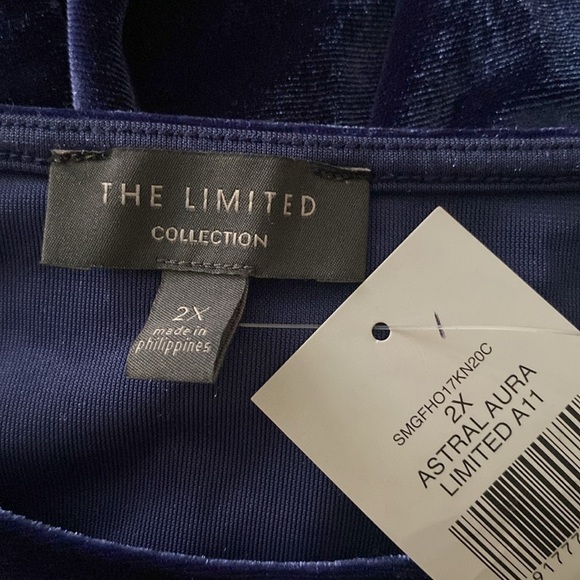 THE LIMITED
COLLECTION
2X
made in
philippines
SMGFHO17KN20C
2X
ASTRAL AURA
LIMITED A11